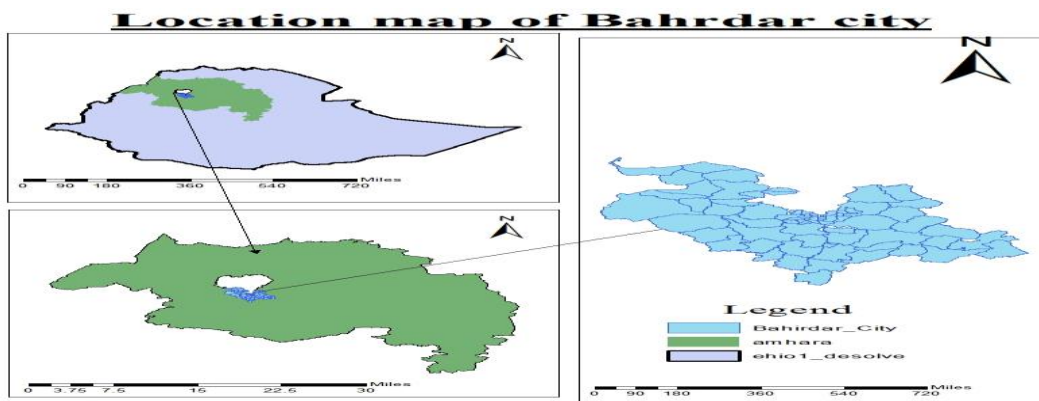 Location map of Bahrdar city
N
Miles
0 90 180 360 540 720
N
Miles
0 3.75 7.5 15 22.5 30
N
Legend
Bahirdar_City
amhara
ehio1_desolve
Miles
0 90 180 360 540 720